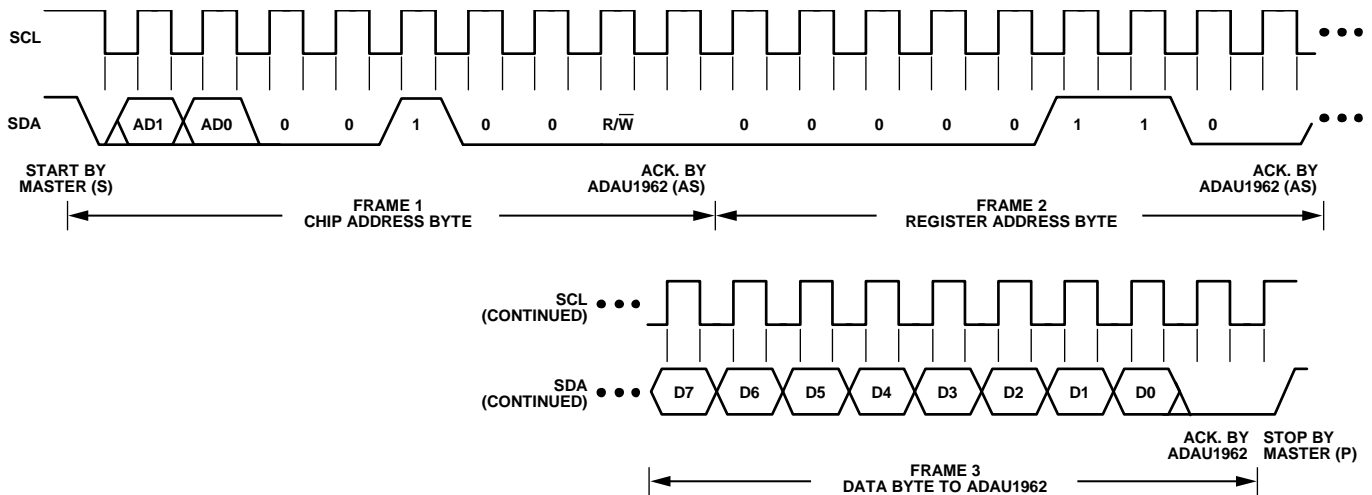 SCL
SDA
AD1 AD0 0 0 1 0 0 R/W 0 0 0 0 0 1 1 0
START BY
MASTER (S)
ACK. BY
ADAU1962 (AS)
ACK. BY
ADAU1962 (AS)
FRAME 1
CHIP ADDRESS BYTE
FRAME 2
REGISTER ADDRESS BYTE
SCL
(CONTINUED)
SDA
(CONTINUED)
D7 D6 D5 D4 D3 D2 D1 D0
ACK. BY
ADAU1962
STOP BY
MASTER (P)
FRAME 3
DATA BYTE TO ADAU1962